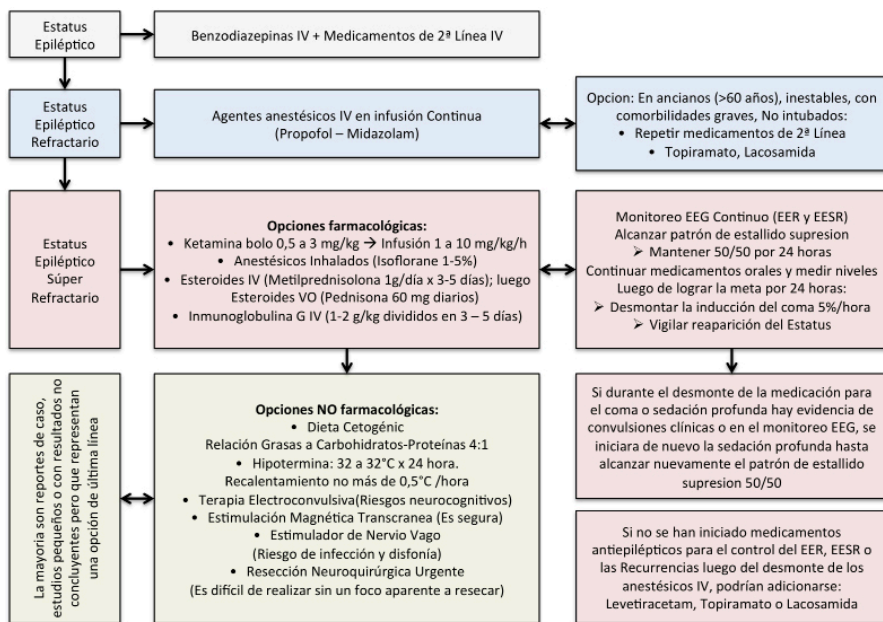 Estatus
Epiléptico
Benzodiazepinas IV + Medicamentos de 2ª Línea IV
Estatus
Epiléptico
Refractario
Agentes anestésicos IV en infusión Continua
(Propofol – Midazolam)
Opcion: En ancianos (>60 años), inestables, con
comorbilidades graves, No intubados:
• Repetir medicamentos de 2ª Línea
• Topiramato, Lacosamida
Estatus
Epiléptico
Súper
Refractario
Opciones farmacológicas:
• Ketamina bolo 0,5 a 3 mg/kg → Infusión 1 a 10 mg/kg/h
• Anestésicos Inhalados (Isoflorane 1-5%)
• Esteroides IV (Metilprednisolona 1g/día x 3-5 días); luego
Esteroides VO (Pednisona 60 mg diarios)
• Inmunoglobulina G IV (1-2 g/kg divididos en 3 – 5 días)
Monitoreo EEG Continuo (EER y EESR)
Alcanzar patrón de estallido supresion
➢ Mantener 50/50 por 24 horas
Continuar medicamentos orales y medir niveles
Luego de lograr la meta por 24 horas:
➢ Desmontar la inducción del coma 5%/hora
➢ Vigilar reaparición del Estatus
La mayoria son reportes de caso,
estudios pequeños o con resultados no
concluyentes pero que representan
una opción de última línea
Opciones NO farmacológicas:
• Dieta Cetogénic
Relación Grasas a Carbohidratos-Proteínas 4:1
• Hipotermina: 32 a 32°C x 24 hora.
Recalentamiento no más de 0,5°C /hora
• Terapia Electroconvulsiva(Riesgos neurocognitivos)
• Estimulación Magnética Transcranea (Es segura)
• Estimulador de Nervio Vago
(Riesgo de infección y disfonía)
• Resección Neuroquirúrgica Urgente
(Es difícil de realizar sin un foco aparente a resecar)
Si durante el desmonte de la medicación para
el coma o sedación profunda hay evidencia de
convulsiones clínicas o en el monitoreo EEG, se
iniciara de nuevo la sedación profunda hasta
alcanzar nuevamente el patrón de estallido
supresion 50/50
Si no se han iniciado medicamentos
antiepilépticos para el control del EER, EESR o
las Recurrencias luego del desmonte de los
anestésicos IV, podrían adicionarse:
Levetiracetam, Topiramato o Lacosamida